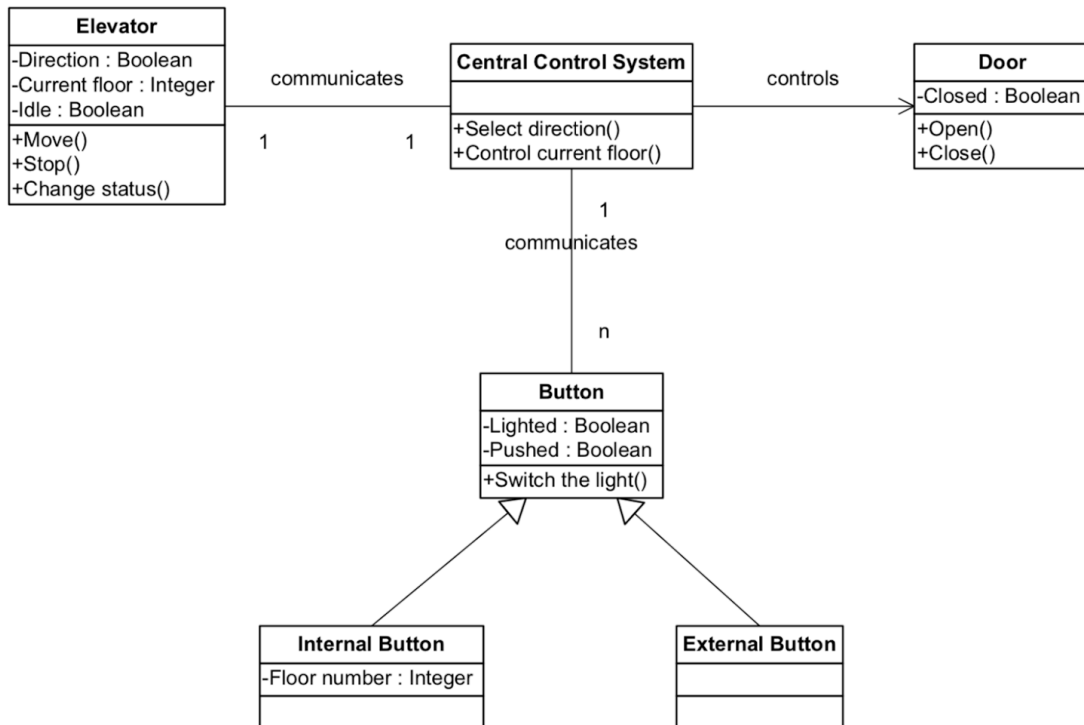 Elevator
-Direction : Boolean
-Current floor : Integer
-Idle : Boolean
+Move()
+Stop()
+Change status()
communicates
1
1
Central Control System
+Select direction()
+Control current floor()
controls
Door
-Closed : Boolean
+Open()
+Close()
1
communicates
n
Button
-Lighted : Boolean
-Pushed : Boolean
+Switch the light()
Internal Button
-Floor number : Integer
External Button